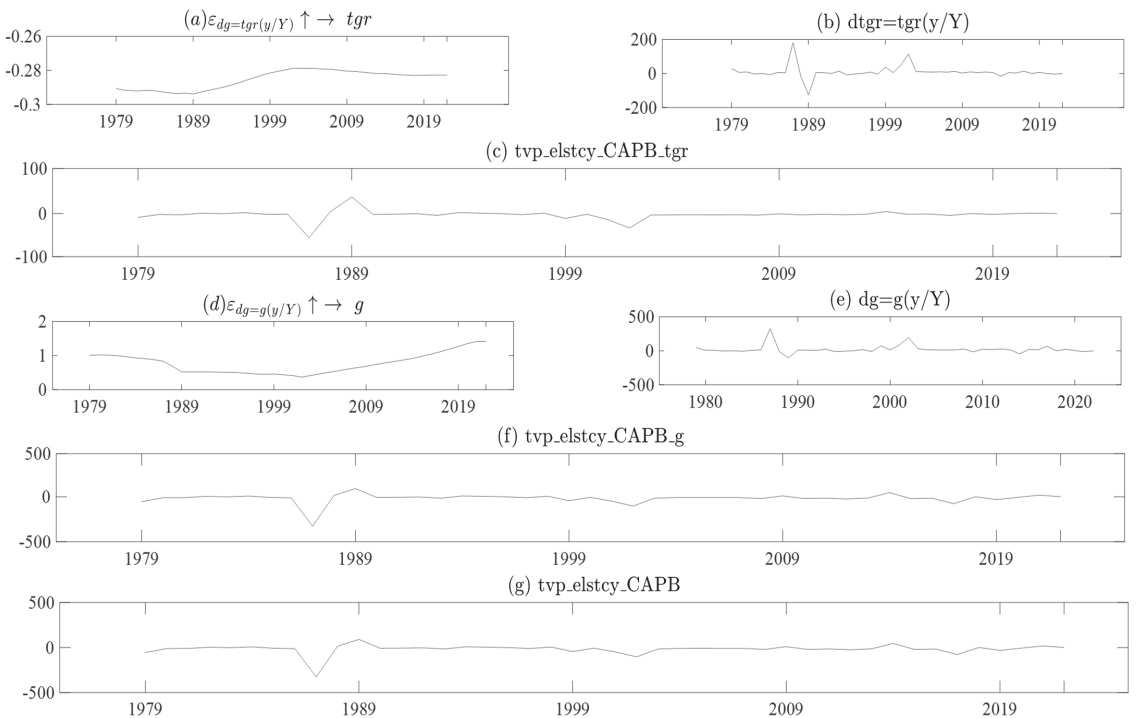 (a)ε_{dg=tgr(y/Y)} ↑→ tgr
-0.26
-0.28
-0.3
1979 1989 1999 2009 2019
(b) dtgr=tgr(y/Y)
200
0
-200
1979 1989 1999 2009 2019
(c) tvp_elstcy_CAPB_tgr
100
0
-100
1979 1989 1999 2009 2019
(d)ε_{dg=g(y/Y)} ↑→ g
2
1
0
1979 1989 1999 2009 2019
(e) dg=g(y/Y)
500
0
-500
1980 1990 2000 2010 2020
(f) tvp_elstcy_CAPB_g
500
0
-500
1979 1989 1999 2009 2019
(g) tvp_elstcy_CAPB
500
0
-500
1979 1989 1999 2009 2019